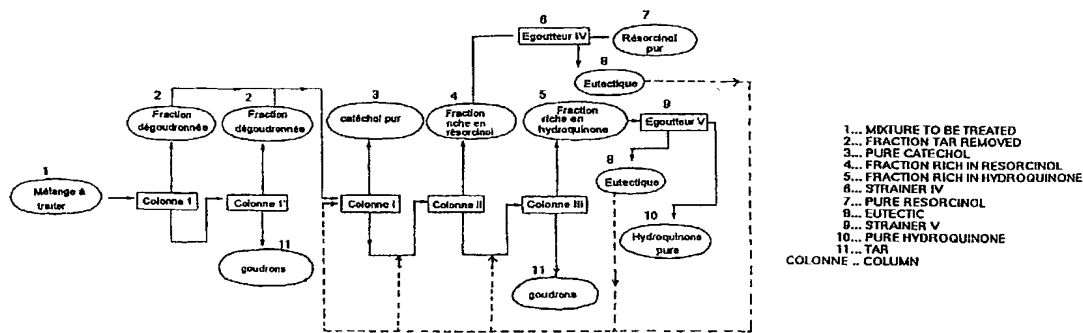 6
7
Egoutteur IV
Résorcinol
pur
8
Eutectique
2
2
3
4
5
9
Fraction
dégoudronnée
Fraction
dégoudronnée
catéchol pur
Fraction
riche en
résorcinol
Fraction
riche en
hydroquinone
Egoutteur V
8
Eutectique
1
Mélange à
traiter
Colonne 1
Colonne 1'
Colonne I
Colonne II
Colonne III
10
Hydroquinone
pure
11
goudrons
11
goudrons
1... MIXTURE TO BE TREATED
2... FRACTION TAR REMOVED
3... PURE CATECHOL
4... FRACTION RICH IN RESORCINOL
5... FRACTION RICH IN HYDROQUINONE
6... STRAINER IV
7... PURE RESORCINOL
8... EUTECTIC
9... STRAINER V
10... PURE HYDROQUINONE
11... TAR
COLONNE .. COLUMN